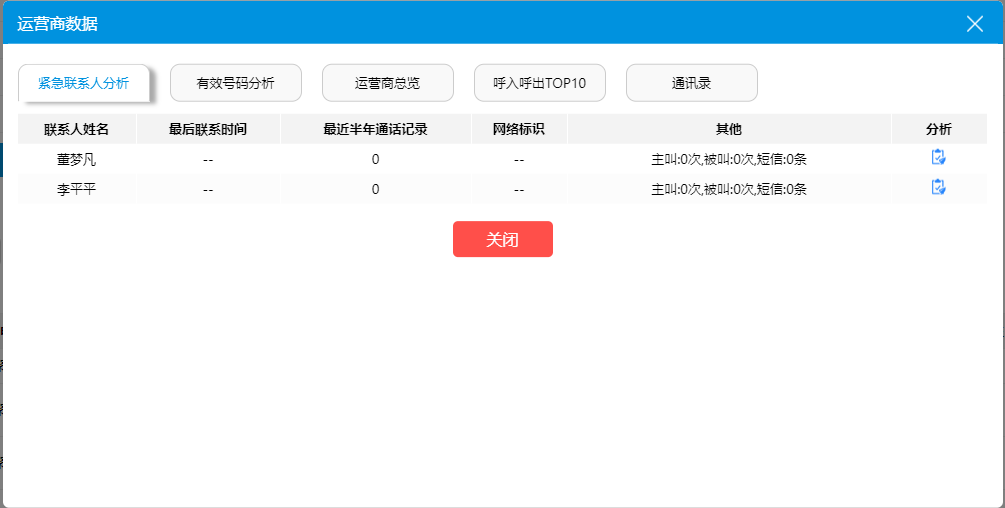 运营商数据
紧急联系人分析 有效号码分析 运营商总览 呼入呼出TOP10 通讯录
联系人姓名 最后联系时间 最近半年通话记录 网络标识 其他 分析
董梦凡 -- 0 -- 主叫:0次,被叫:0次,短信:0条
李平平 -- 0 -- 主叫:0次,被叫:0次,短信:0条
关闭